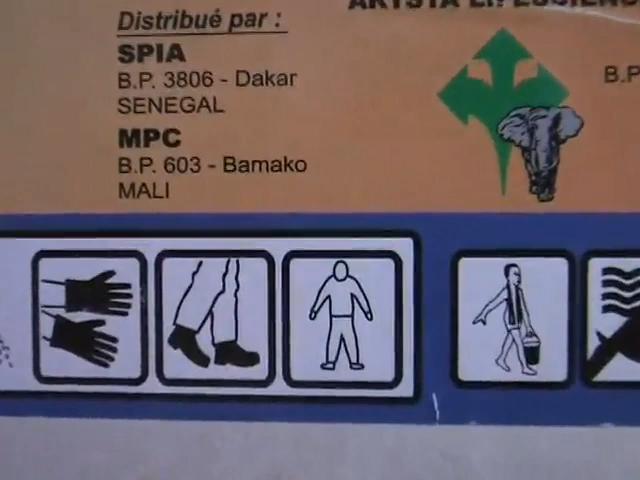 Distribué par :
SPIA
B.P. 3806 - Dakar
SENEGAL
MPC
B.P. 603 - Bamako
MALI
B.P